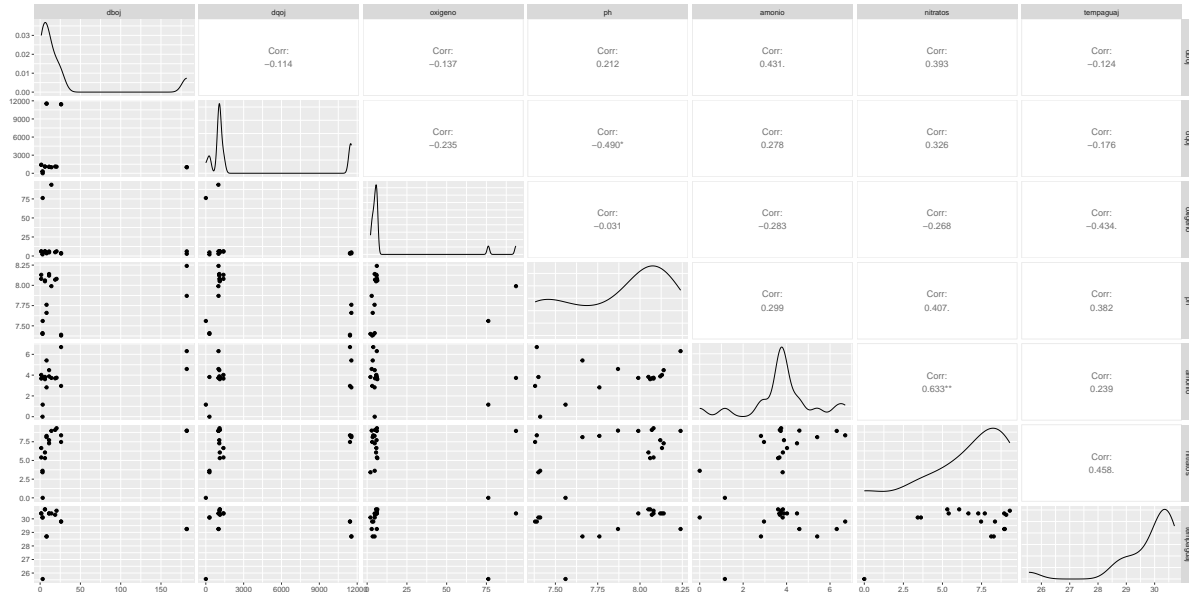 dboj dqoj oxigeno ph amonio nitratos tempaguaj
0.03
0.02
0.01
0.00
Corr:
−0.114
Corr:
−0.137
Corr:
0.212
Corr:
0.431.
Corr:
0.393
Corr:
−0.124
12000
9000
6000
3000
0
Corr:
−0.235
Corr:
−0.490*
Corr:
0.278
Corr:
0.326
Corr:
−0.176
75
50
25
0
Corr:
−0.031
Corr:
−0.283
Corr:
−0.268
Corr:
−0.434.
8.25
8.00
7.75
7.50
Corr:
0.299
Corr:
0.407.
Corr:
0.382
6
4
2
0
Corr:
0.633**
Corr:
0.239
7.5
5.0
2.5
0.0
Corr:
0.458.
30
29
28
27
26
0 50 100 150 0 3000 6000 9000 12000 0 25 50 75 7.50 7.75 8.00 8.25 0 2 4 6 0.0 2.5 5.0 7.5 26 27 28 29 30